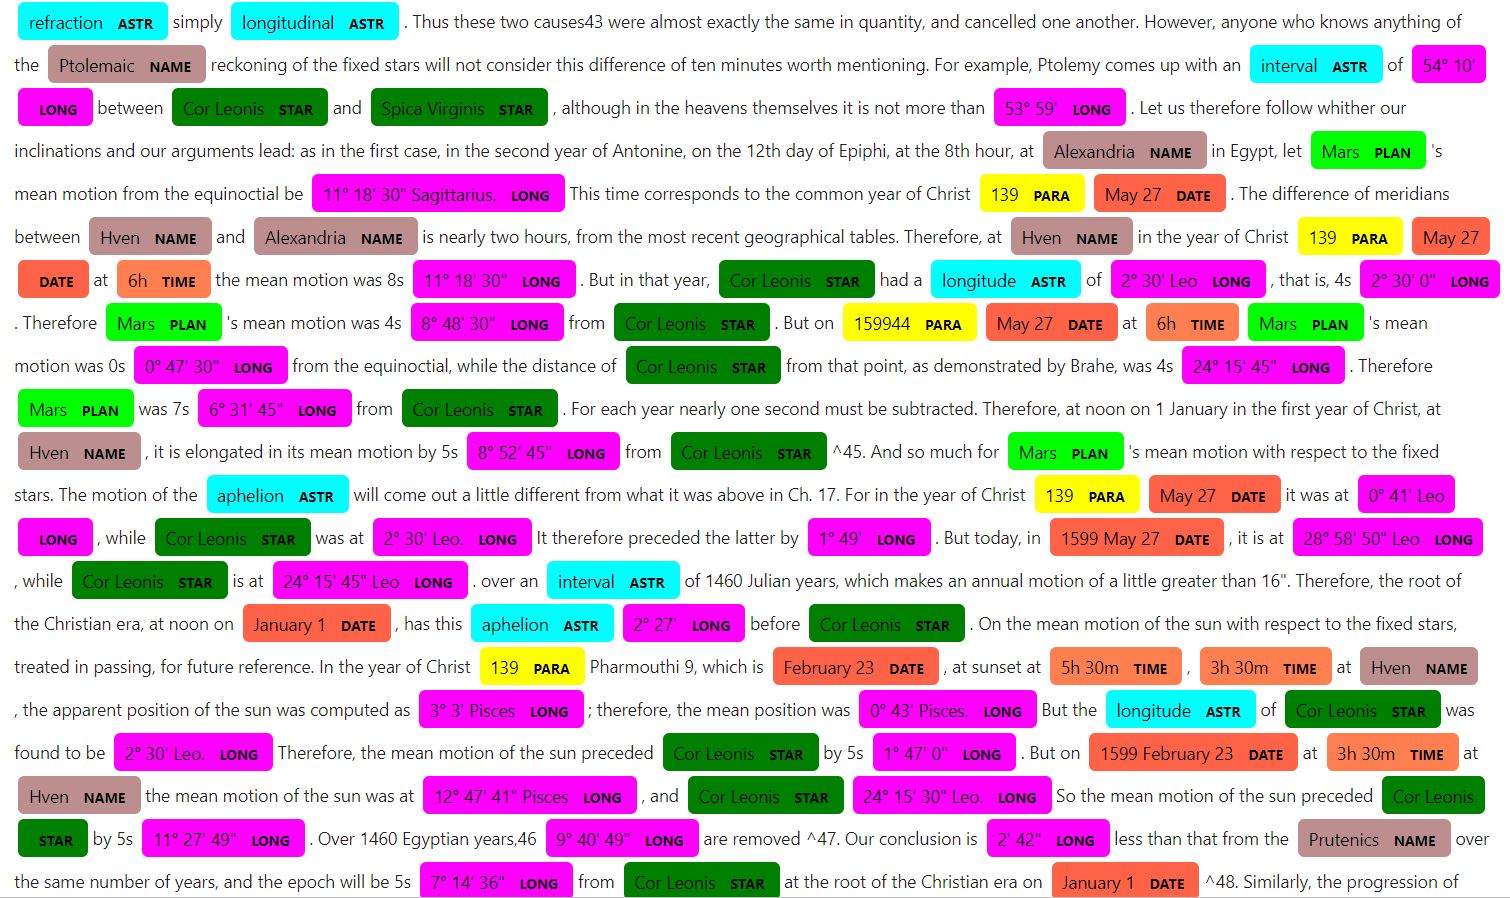 refraction ASTR simply longitudinal ASTR . Thus these two causes43 were almost exactly the same in quantity, and cancelled one another. However, anyone who knows anything of
the Ptolemaic NAME reckoning of the fixed stars will not consider this difference of ten minutes worth mentioning. For example, Ptolemy comes up with an interval ASTR of 54° 10'
LONG between Cor Leonis STAR and Spica Virginis STAR , although in the heavens themselves it is not more than 53° 59' LONG . Let us therefore follow whither our
inclinations and our arguments lead: as in the first case, in the second year of Antonine, on the 12th day of Epiphi, at the 8th hour, at Alexandria NAME in Egypt, let Mars PLAN 's
mean motion from the equinoctial be 11° 18' 30" Sagittarius. LONG This time corresponds to the common year of Christ 139 PARA May 27 DATE . The difference of meridians
between Hven NAME and Alexandria NAME is nearly two hours, from the most recent geographical tables. Therefore, at Hven NAME in the year of Christ 139 PARA May 27
DATE at 6h TIME the mean motion was 8s 11° 18' 30" LONG . But in that year, Cor Leonis STAR had a longitude ASTR of 2° 30' Leo LONG , that is, 4s 2° 30' 0" LONG
. Therefore Mars PLAN 's mean motion was 4s 8° 48' 30" LONG from Cor Leonis STAR . But on 159944 PARA May 27 DATE at 6h TIME Mars PLAN 's mean
motion was 0s 0° 47' 30" LONG from the equinoctial, while the distance of Cor Leonis STAR from that point, as demonstrated by Brahe, was 4s 24° 15' 45" LONG . Therefore
Mars PLAN was 7s 6° 31' 45" LONG from Cor Leonis STAR . For each year nearly one second must be subtracted. Therefore, at noon on 1 January in the first year of Christ, at
Hven NAME , it is elongated in its mean motion by 5s 8° 52' 45" LONG from Cor Leonis STAR ^45. And so much for Mars PLAN 's mean motion with respect to the fixed
stars. The motion of the aphelion ASTR will come out a little different from what it was above in Ch. 17. For in the year of Christ 139 PARA May 27 DATE it was at 0° 41' Leo
LONG , while Cor Leonis STAR was at 2° 30' Leo. LONG It therefore preceded the latter by 1° 49' LONG . But today, in 1599 May 27 DATE , it is at 28° 58' 50" Leo LONG
, while Cor Leonis STAR is at 24° 15' 45" Leo LONG . over an interval ASTR of 1460 Julian years, which makes an annual motion of a little greater than 16". Therefore, the root of
the Christian era, at noon on January 1 DATE , has this aphelion ASTR 2° 27' LONG before Cor Leonis STAR . On the mean motion of the sun with respect to the fixed stars,
treated in passing, for future reference. In the year of Christ 139 PARA Pharmouthi 9, which is February 23 DATE , at sunset at 5h 30m TIME , 3h 30m TIME at Hven NAME
, the apparent position of the sun was computed as 3° 3' Pisces LONG ; therefore, the mean position was 0° 43' Pisces. LONG But the longitude ASTR of Cor Leonis STAR was
found to be 2° 30' Leo. LONG Therefore, the mean motion of the sun preceded Cor Leonis STAR by 5s 1° 47' 0" LONG . But on 1599 February 23 DATE at 3h 30m TIME at
Hven NAME the mean motion of the sun was at 12° 47' 41" Pisces LONG , and Cor Leonis STAR 24° 15' 30" Leo. LONG So the mean motion of the sun preceded Cor Leonis
STAR by 5s 11° 27' 49" LONG . Over 1460 Egyptian years,46 9° 40' 49" LONG are removed ^47. Our conclusion is 2' 42" LONG less than that from the Prutenics NAME over
the same number of years, and the epoch will be 5s 7° 14' 36" LONG from Cor Leonis STAR at the root of the Christian era on January 1 DATE ^48. Similarly, the progression of